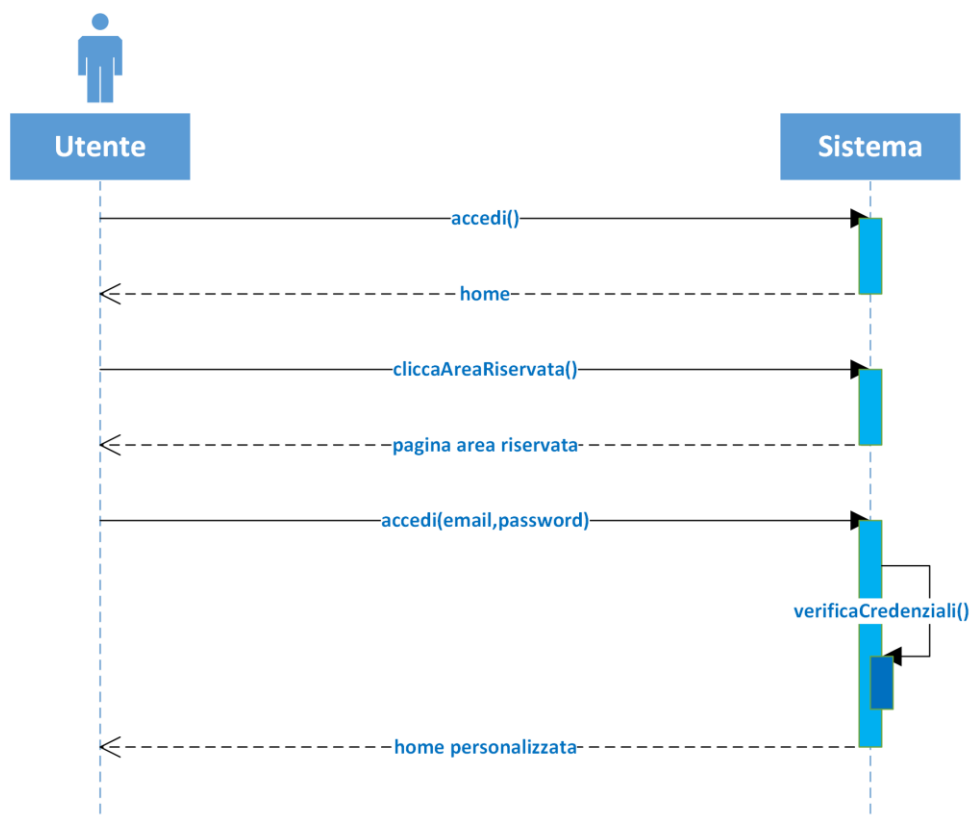 Utente
Sistema
accedi()
home
cliccaAreaRiservata()
pagina area riservata
accedi(email,password)
verificaCredenziali()
home personalizzata